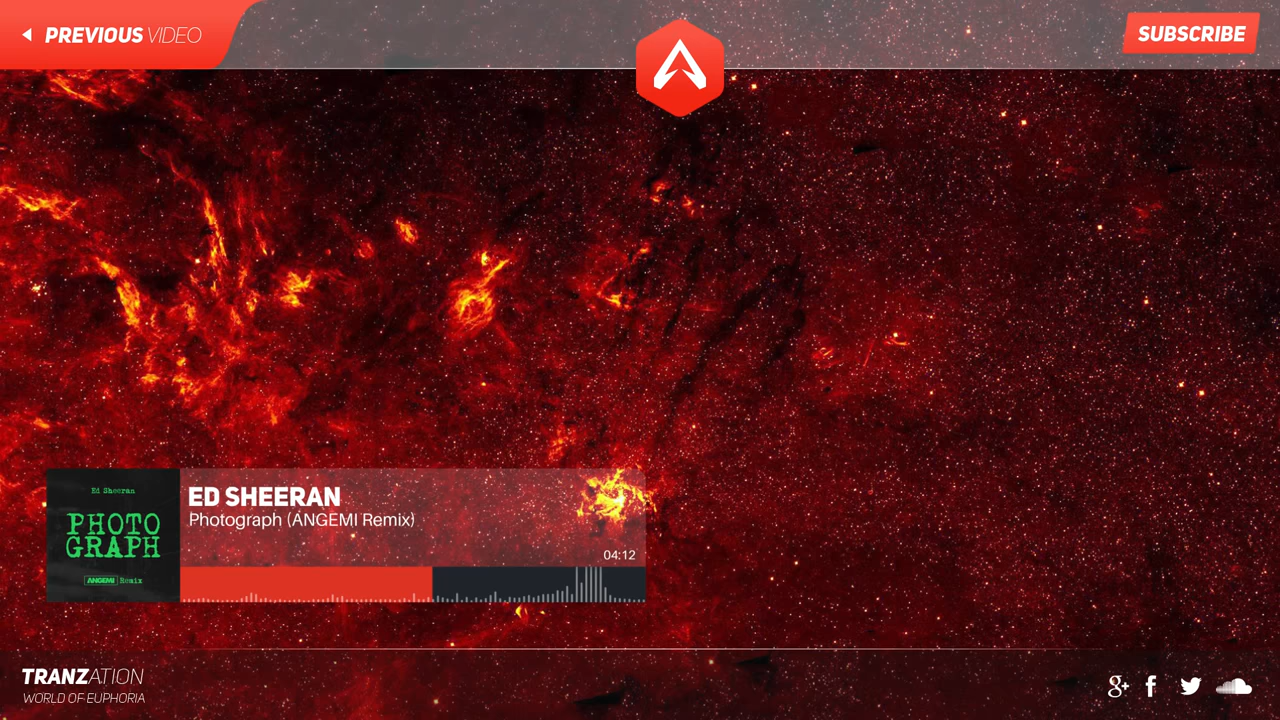 PREVIOUS VIDEO
SUBSCRIBE
Ed Sheeran
PHOTO
GRAPH
ANGEMI Remix
ED SHEERAN
Photograph (ANGEMI Remix)
04:12
TRANZATION
WORLD OF EUPHORIA
g+ f